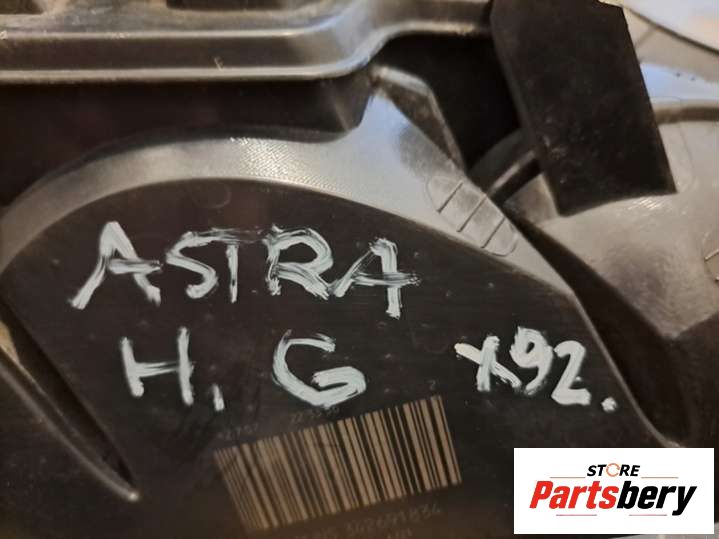 ASTRA
H, G x92.
STORE
Partsbery